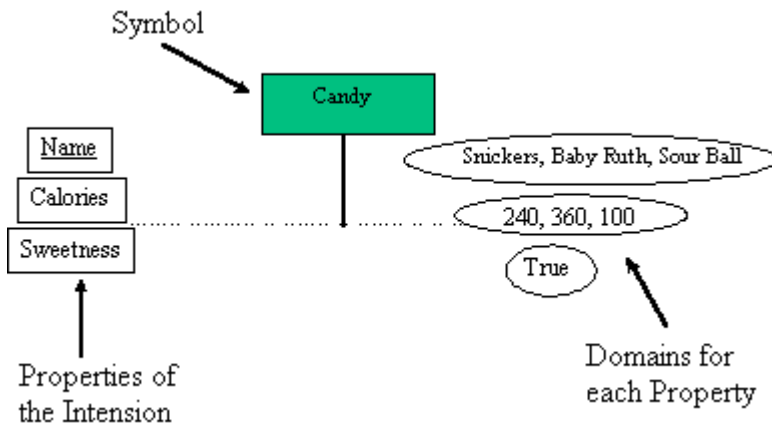 Symbol
Candy
Name
Snickers, Baby Ruth, Sour Ball
Calories
240, 360, 100
Sweetness
True
Properties of
the Intension
Domains for
each Property